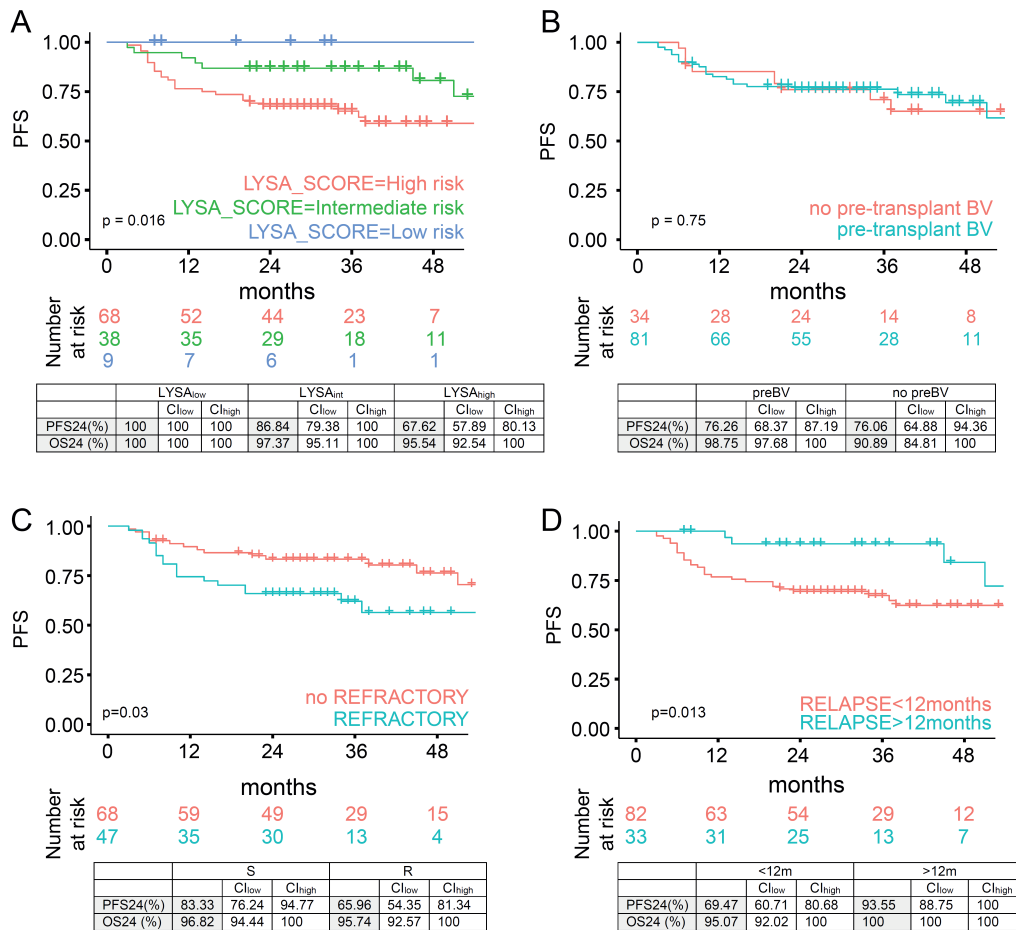 A
1.00
0.75
0.50
0.25
0.00
PFS
LYSA_SCORE=High risk
LYSA_SCORE=Intermediate risk
LYSA_SCORE=Low risk
p = 0.016
0 12 24 36 48
months
Number at risk
68 52 44 23 7
38 35 29 18 11
9 7 6 1 1
LYSAlow LYSAint LYSAhigh
CIlow CIhigh CIlow CIhigh CIlow CIhigh
PFS24(%) 100 100 100 86.84 79.38 100 67.62 57.89 80.13
OS24 (%) 100 100 100 97.37 95.11 100 95.54 92.54 100
B
1.00
0.75
0.50
0.25
0.00
PFS
no pre-transplant BV
pre-transplant BV
p = 0.75
0 12 24 36 48
months
Number at risk
34 28 24 14 8
81 66 55 28 11
preBV no preBV
CIlow CIhigh CIlow CIhigh
PFS24(%) 76.26 68.37 87.19 76.06 64.88 94.36
OS24 (%) 98.75 97.68 100 90.89 84.81 100
C
1.00
0.75
0.50
0.25
0.00
PFS
no REFRACTORY
REFRACTORY
p=0.03
0 12 24 36 48
months
Number at risk
68 59 49 29 15
47 35 30 13 4
S R
CIlow CIhigh CIlow CIhigh
PFS24(%) 83.33 76.24 94.77 65.96 54.35 81.34
OS24 (%) 96.82 94.44 100 95.74 92.57 100
D
1.00
0.75
0.50
0.25
0.00
PFS
RELAPSE<12months
RELAPSE>12months
p=0.013
0 12 24 36 48
months
Number at risk
82 63 54 29 12
33 31 25 13 7
<12m >12m
CIlow CIhigh CIlow CIhigh
PFS24(%) 69.47 60.71 80.68 93.55 88.75 100
OS24 (%) 95.07 92.02 100 100 100 100